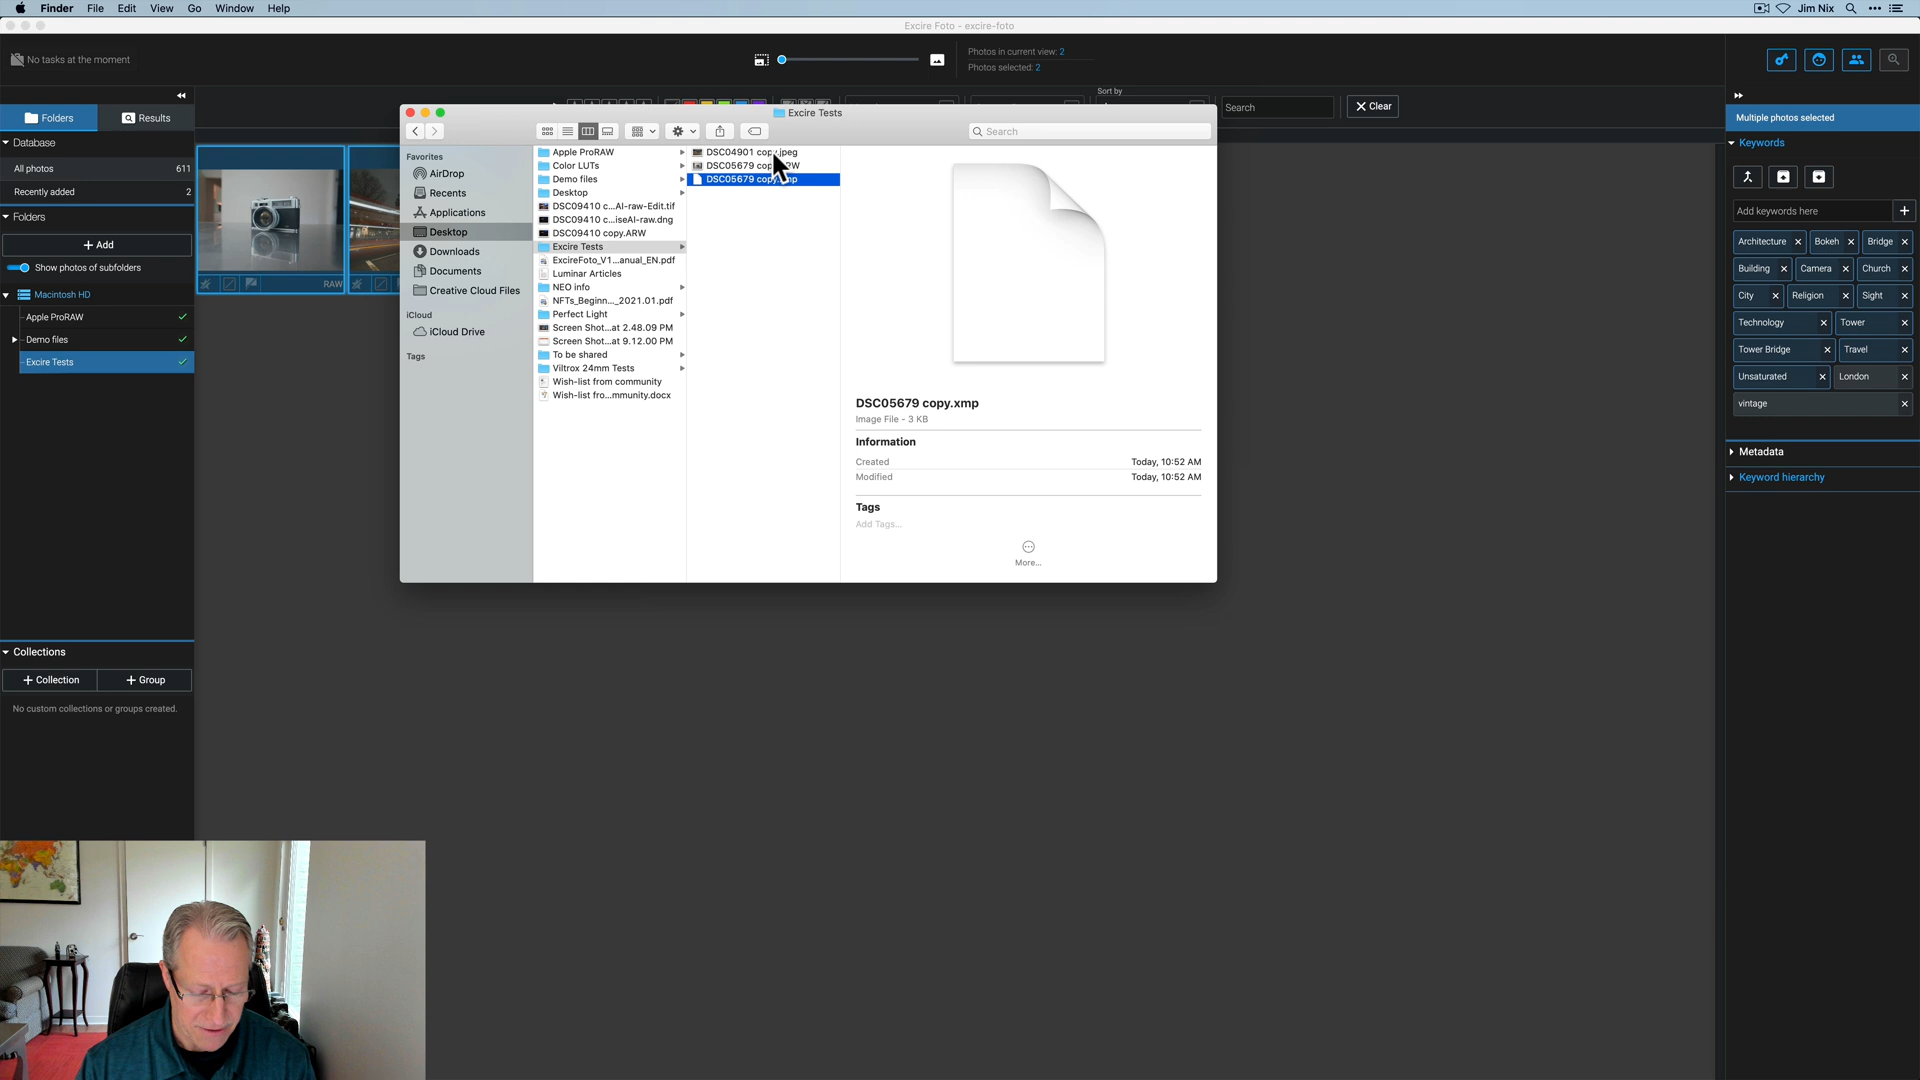 Finder File Edit View Go Window Help Jim Nix
Excire Foto - excire-foto
No tasks at the moment
Photos in current view: 2
Photos selected: 2
Sort by
Search
Clear
Folders Results
Database
All photos 611
Recently added 2
Folders
Add
Show photos of subfolders
Macintosh HD
Apple ProRAW
Demo files
Excire Tests
RAW
Collections
Collection Group
No custom collections or groups created.
Excire Tests
Search
Favorites
AirDrop
Recents
Applications
Desktop
Downloads
Documents
Creative Cloud Files
iCloud
iCloud Drive
Tags
Apple ProRAW
Color LUTs
Demo files
Desktop
DSC09410 c...AI-raw-Edit.tif
DSC09410 c...iseAI-raw.dng
DSC09410 copy.ARW
Excire Tests
ExcireFoto_V1...anual_EN.pdf
Luminar Articles
NEO info
NFTs_Beginn..._2021.01.pdf
Perfect Light
Screen Shot...at 2.48.09 PM
Screen Shot...at 9.12.00 PM
To be shared
Viltrox 24mm Tests
Wish-list from community
Wish-list fro...mmunity.docx
DSC04901 copy.jpeg
DSC05679
DSC05679
DSC05679 copy.xmp
Image File - 3 KB
Information
Created Today, 10:52 AM
Modified Today, 10:52 AM
Tags
Add Tags...
More...
Multiple photos selected
Keywords
Add keywords here
Architecture Bokeh Bridge
Building Camera Church
City Religion Sight
Technology Tower
Tower Bridge Travel
Unsaturated London
vintage
Metadata
Keyword hierarchy